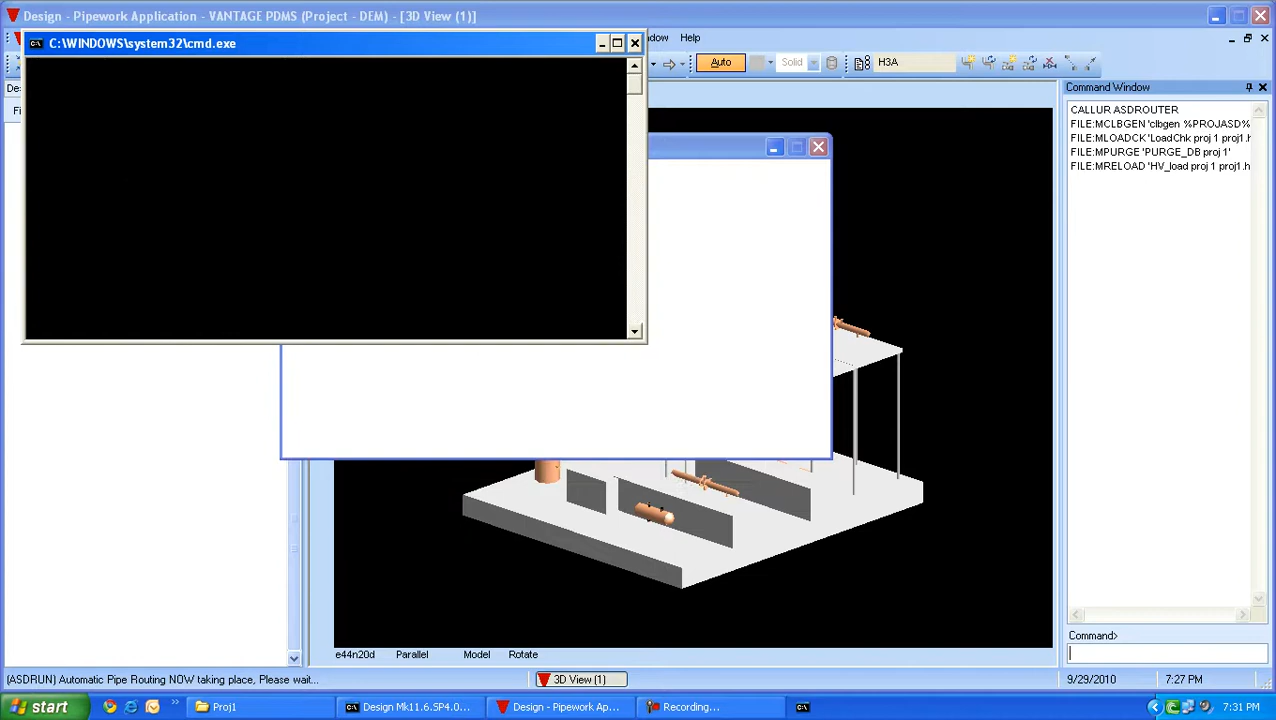 Design - Pipework Application - VANTAGE PDMS (Project - DEM) - [3D View (1)]
C:\WINDOWS\system32\cmd.exe
Help
Auto
Solid
H3A
Command Window
CALLUR ASDROUTER
FILE:MCLBGEN 'clbgen %PROJASD%
FILE:MLOADCK 'LoadChk proj 1 proj1.h
FILE:MPURGE 'PURGE_DB proj 1'
FILE:MRELOAD 'HV_load proj 1 proj1.h
e44n20d
Parallel
Model
Rotate
Command>
(ASDRUN) Automatic Pipe Routing NOW taking place, Please wait...
3D View (1)
9/29/2010
7:27 PM
start
Proj1
Design Mk11.6.SP4.0...
Design - Pipework Ap...
Recording...
7:31 PM